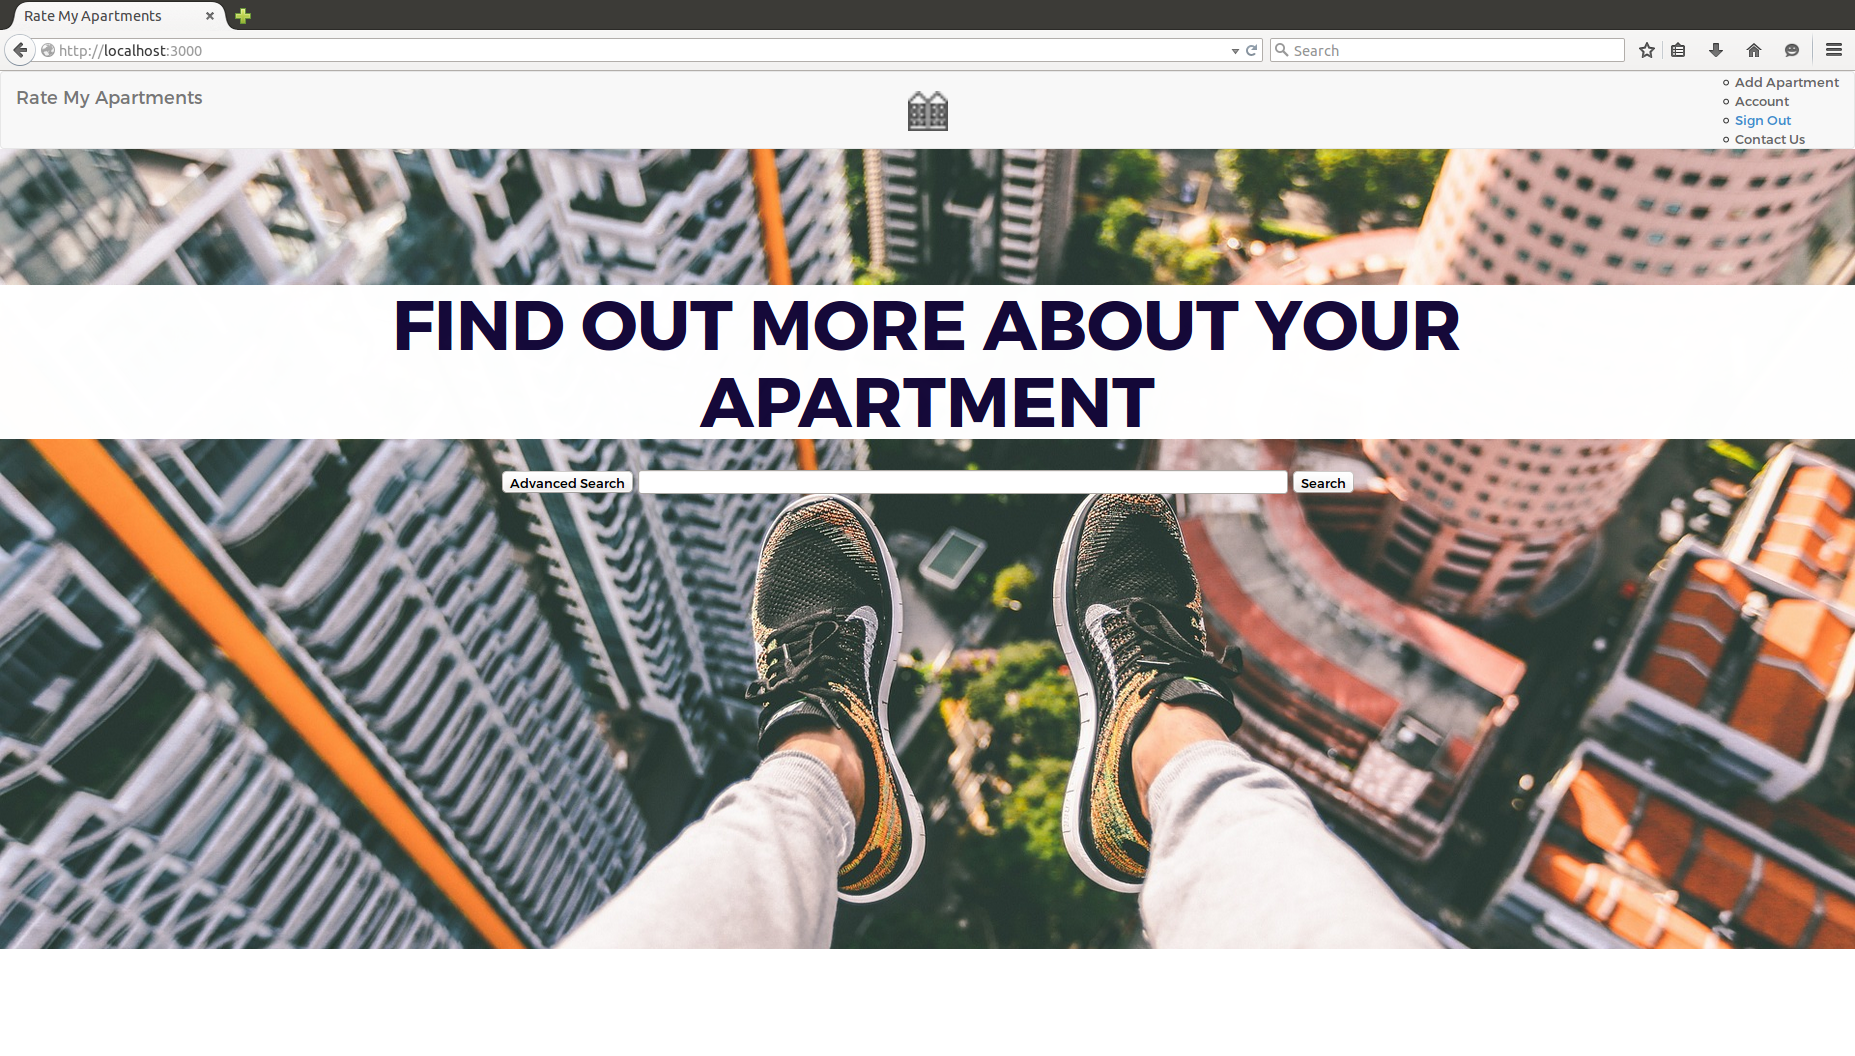 Rate My Apartments
http://localhost:3000
Search
Rate My Apartments
Add Apartment
Account
Sign Out
Contact Us
FIND OUT MORE ABOUT YOUR
APARTMENT
Advanced Search
Search